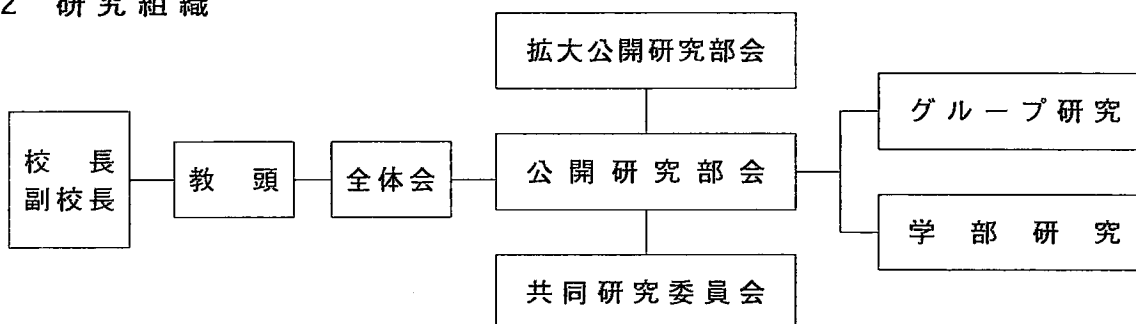 2 研究組織
拡大公開研究部会
グループ研究
校長
副校長
教頭
全体会
公開研究部会
学部研究
共同研究委員会